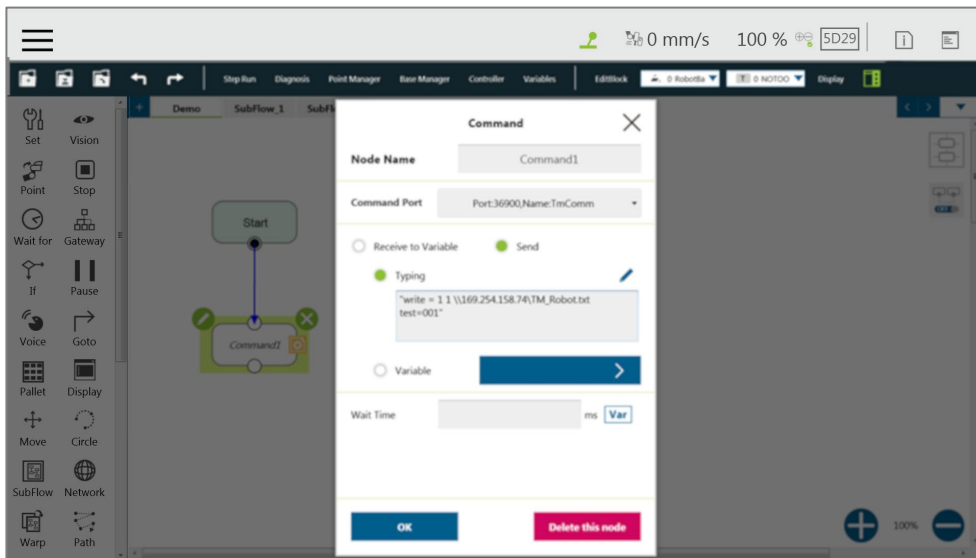 0 mm/s 100 % 5D29
Step Run Diagnosis Point Manager Base Manager Controller Variables EditBlock 0 RobotBa T 0 NOTOO Display
Demo SubFlow_1 SubFl
Set Vision
Point Stop
Wait for Gateway
If Pause
Voice Goto
Pallet Display
Move Circle
SubFlow Network
Warp Path
Start
Command1
Command
Node Name Command1
Command Port Port:36900,Name:TmComm
Receive to Variable Send
Typing
"write = 1 1 \\169.254.158.74\TM_Robot.txt
test=001"
Variable
Wait Time ms Var
OK Delete this node
OFF
100%